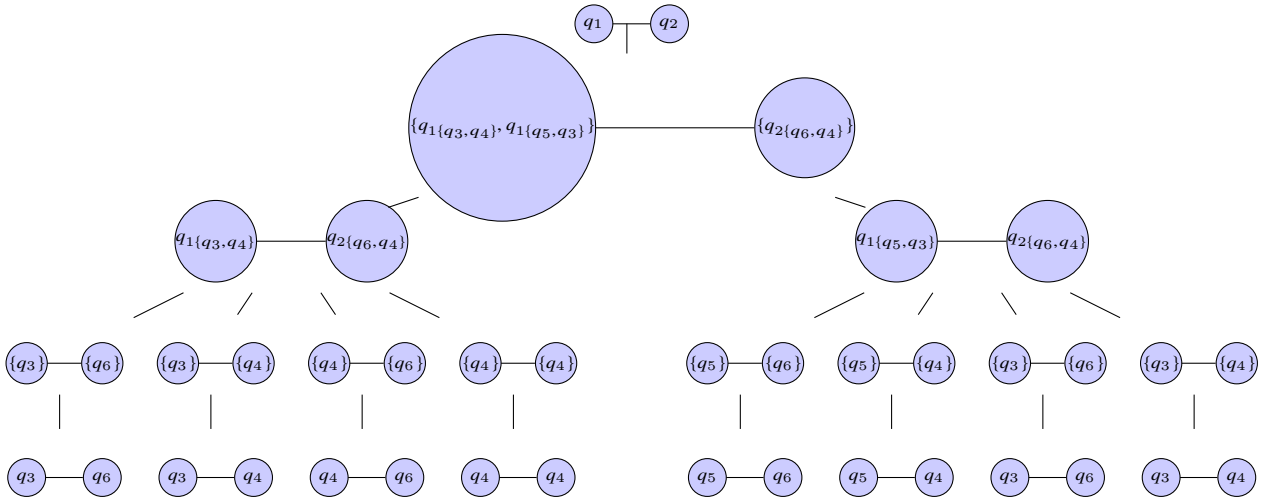 q₁ q₂
{q₁{q₃,q₄}, q₁{q₅,q₃}} {q₂{q₆,q₄}}
q₁{q₃,q₄} q₂{q₆,q₄} q₁{q₅,q₃} q₂{q₆,q₄}
{q₃} {q₆} {q₃} {q₄} {q₄} {q₆} {q₄} {q₄} {q₅} {q₆} {q₅} {q₄} {q₃} {q₆} {q₃} {q₄}
q₃ q₆ q₃ q₄ q₄ q₆ q₄ q₄ q₅ q₆ q₅ q₄ q₃ q₆ q₃ q₄